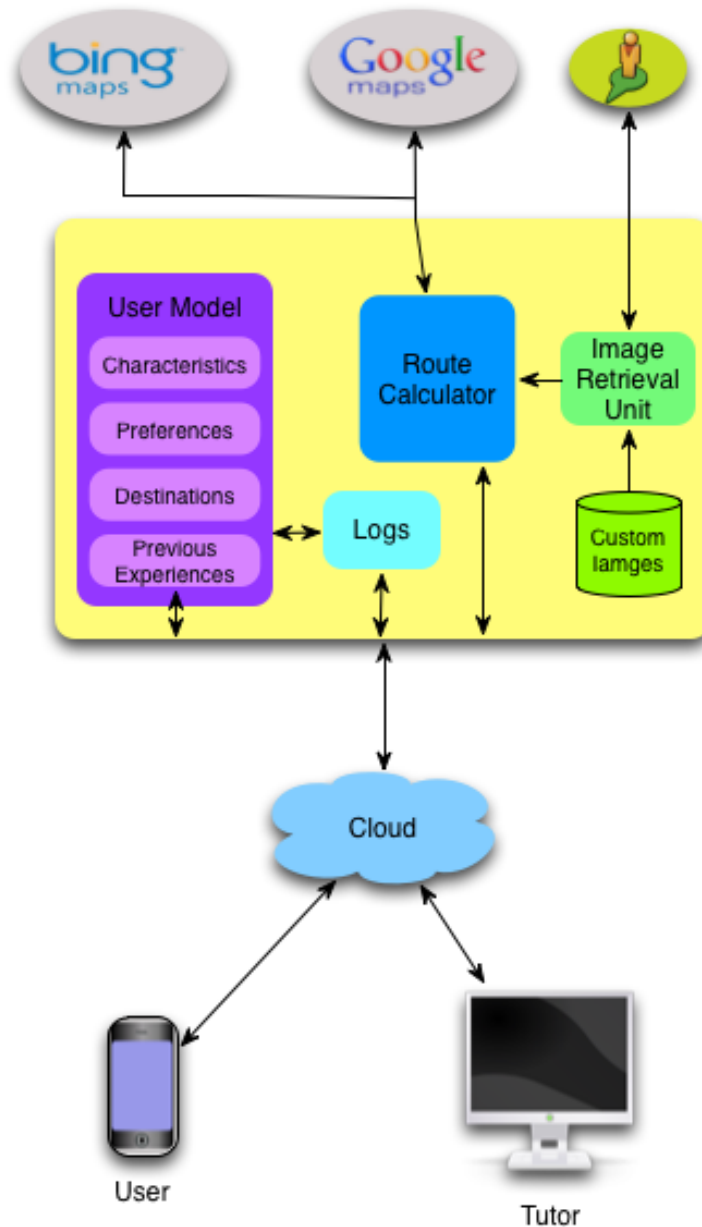 bing
maps
Google
maps
User Model
Characteristics
Preferences
Destinations
Previous
Experiences
Route
Calculator
Image
Retrieval
Unit
Logs
Custom
Iamges
Cloud
User
Tutor